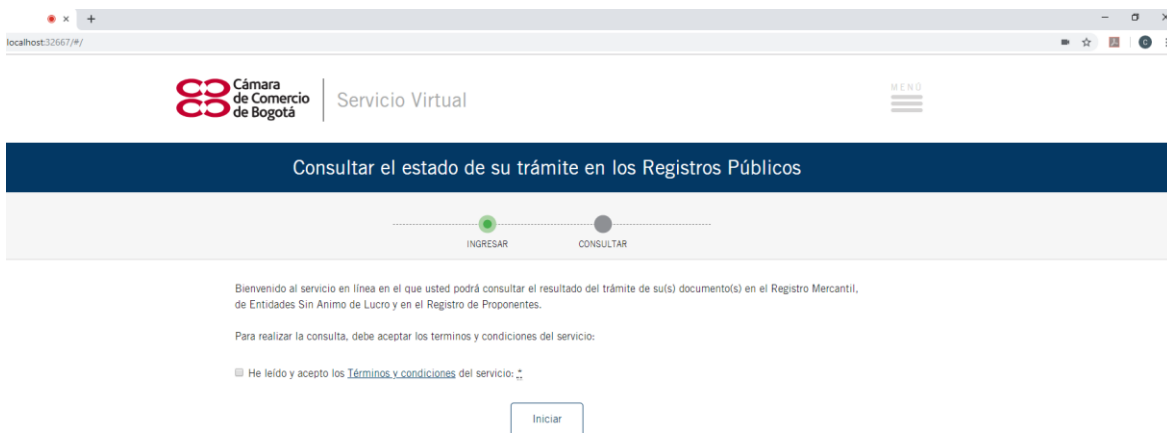 localhost:32667/#/
C
Cámara
de Comercio
de Bogotá
Servicio Virtual
MENÚ
Consultar el estado de su trámite en los Registros Públicos
INGRESAR
CONSULTAR
Bienvenido al servicio en línea en el que usted podrá consultar el resultado del trámite de su(s) documento(s) en el Registro Mercantil,
de Entidades Sin Animo de Lucro y en el Registro de Proponentes.
Para realizar la consulta, debe aceptar los terminos y condiciones del servicio:
He leído y acepto los Términos y condiciones del servicio: *
Iniciar